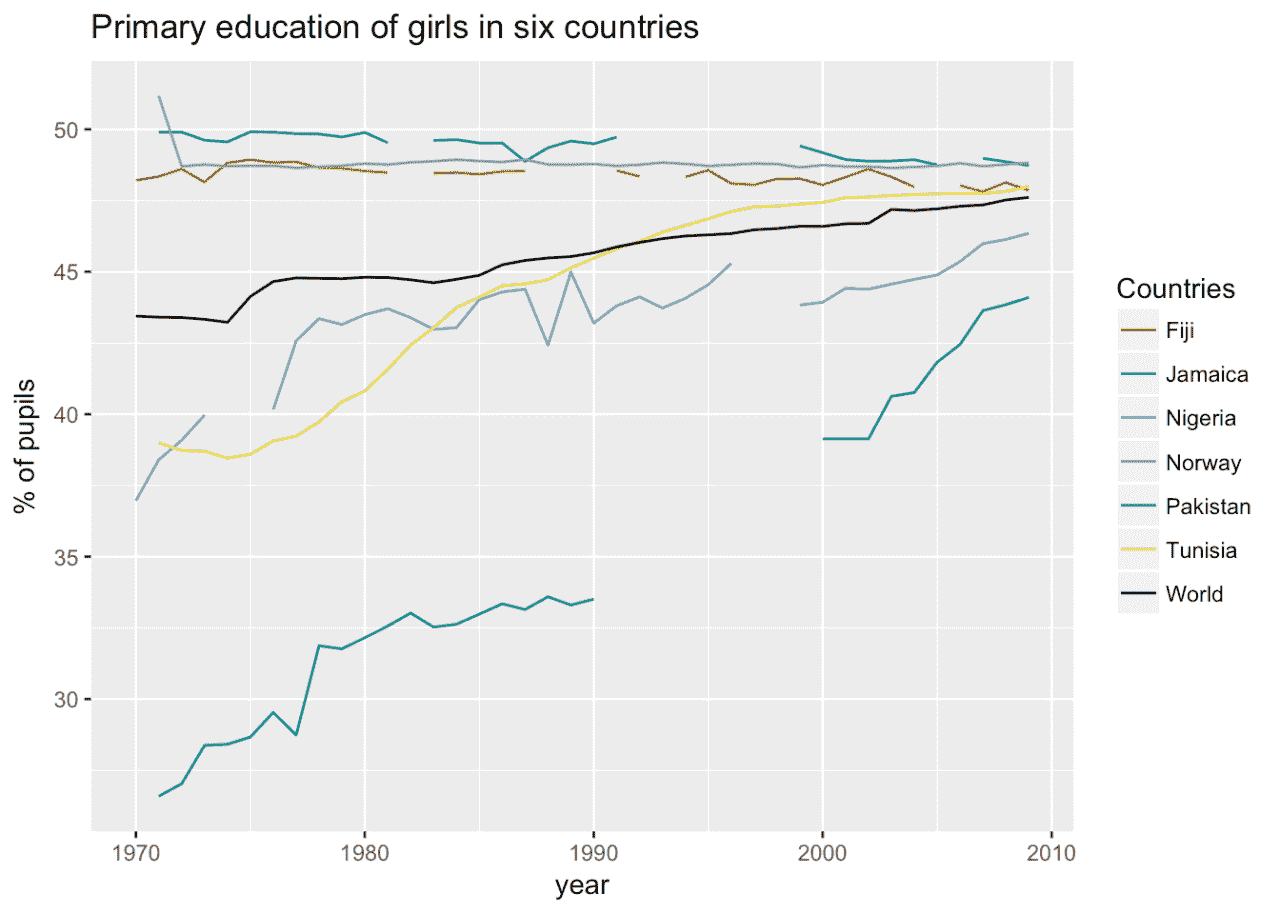 Primary education of girls in six countries
50
45
40
35
30
% of pupils
1970 1980 1990 2000 2010
year
Countries
Fiji
Jamaica
Nigeria
Norway
Pakistan
Tunisia
World